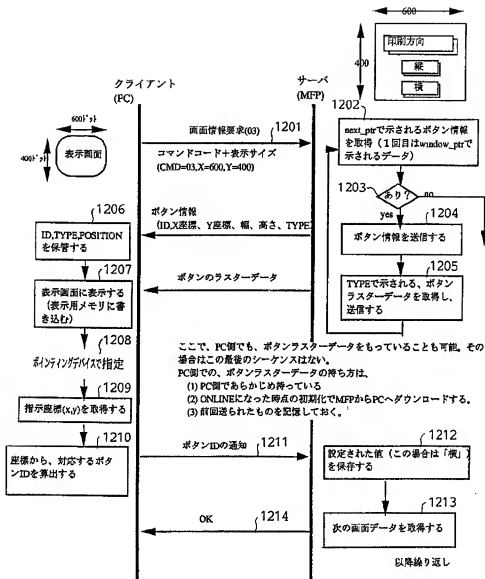 600
400
印刷方向
縦
横
クライアント
(PC)
サーバ
(MFP)
600ﾄﾞｯﾄ
400ﾄﾞｯﾄ
表示画面
画面情報要求(03)
1201
コマンドコード+表示サイズ
(CMD=03,X=600,Y=400)
1202
next_ptrで示されるボタン情報
を取得(1回目はwindow_ptrで
示されるデータ)
1203
あり?
no
yes
1204
ボタン情報を送信する
ボタン情報
(ID,X座標、Y座標、幅、高さ、TYPE)
1205
TYPEで示される、ボタン
ラスターデータを取得し、
送信する
1206
ID,TYPE,POSITION
を保管する
1207
ボタンのラスターデータ
表示画面に表示する
(表示用メモリに書
き込む)
1208
ポインティングデバイスで指定
1209
指示座標(x,y)を取得する
1210
座標から、対応するボタ
ンIDを算出する
ここで、PC側でも、ボタンラスターデータをもっていることも可能。その
場合はこの最後のシーケンスはない。
PC側での、ボタンラスターデータの持ち方は、
(1) PC側であらかじめ持っている
(2) ONLINEになった時点の初期化でMFPからPCへダウンロードする。
(3) 前回送られたものを記憶しておく。
ボタンIDの通知
1211
1212
設定された値(この場合は「横」)
を保存する
1213
次の画面データを取得する
OK
1214
以降繰り返し